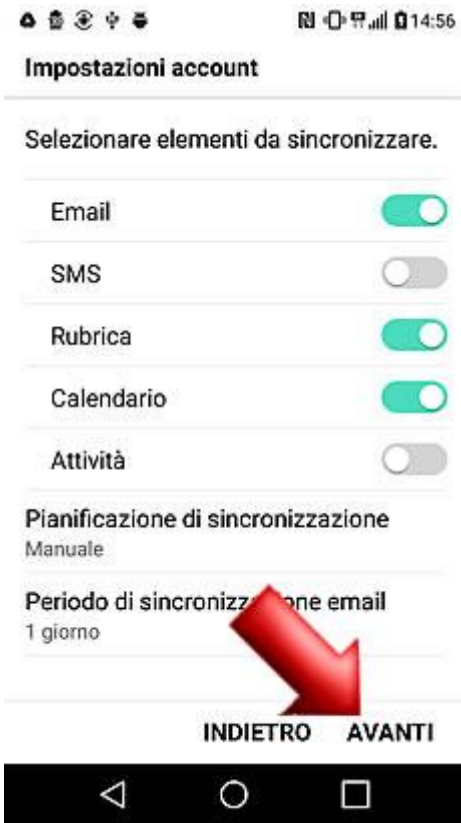 14:56
Impostazioni account
Selezionare elementi da sincronizzare.
Email
SMS
Rubrica
Calendario
Attività
Pianificazione di sincronizzazione
Manuale
Periodo di sincronizz one email
1 giorno
INDIETRO AVANTI